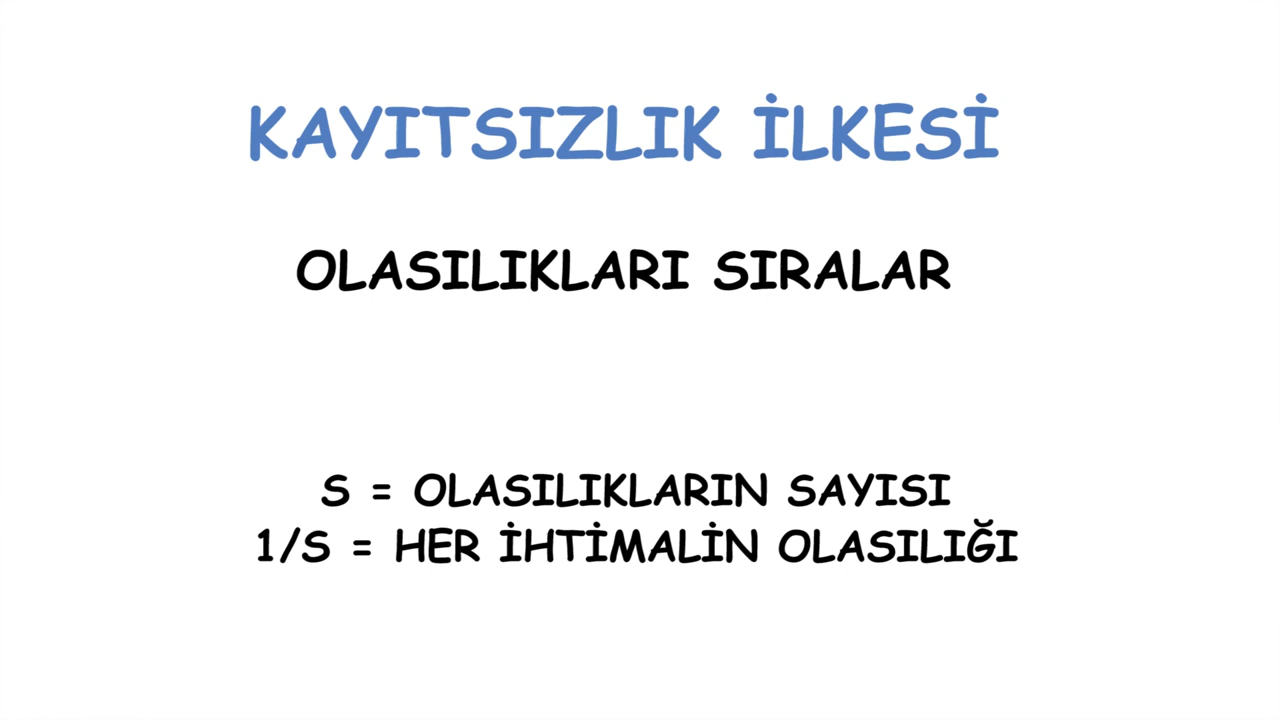 KAYITSIZLIK İLKESİ
OLASILIKLARI SIRALAR
S = OLASILIKLARIN SAYISI
1/S = HER İHTİMALİN OLASILIĞI